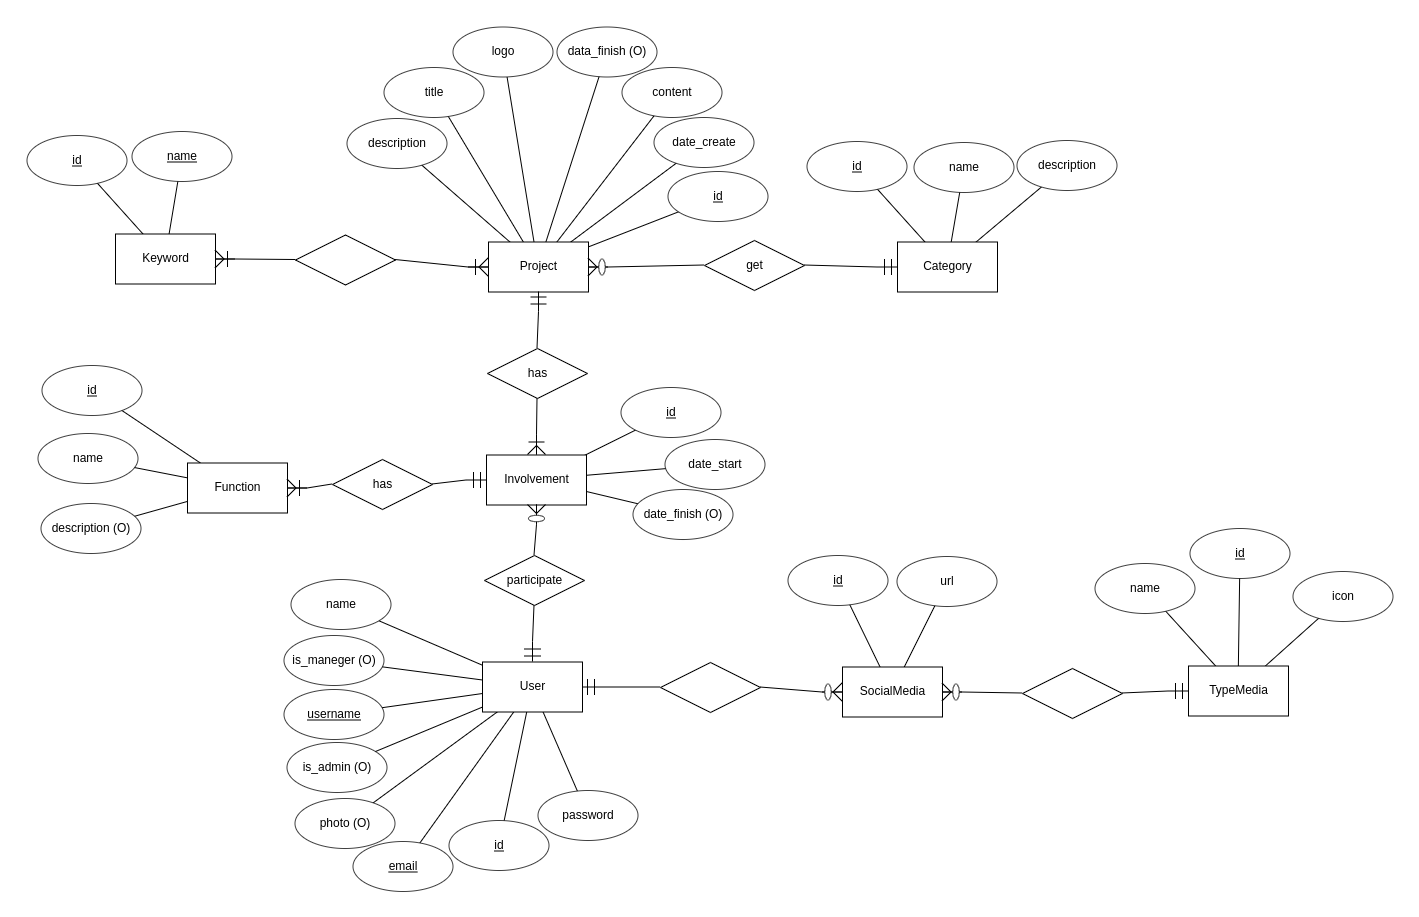 logo
data_finish (O)
title
content
description
date_create
id
name
id
name
description
id
Keyword
Project
get
Category
has
id
name
description (O)
Function
has
Involvement
id
date_start
date_finish (O)
participate
name
is_maneger (O)
username
is_admin (O)
photo (O)
email
id
password
User
id
url
SocialMedia
name
id
icon
TypeMedia